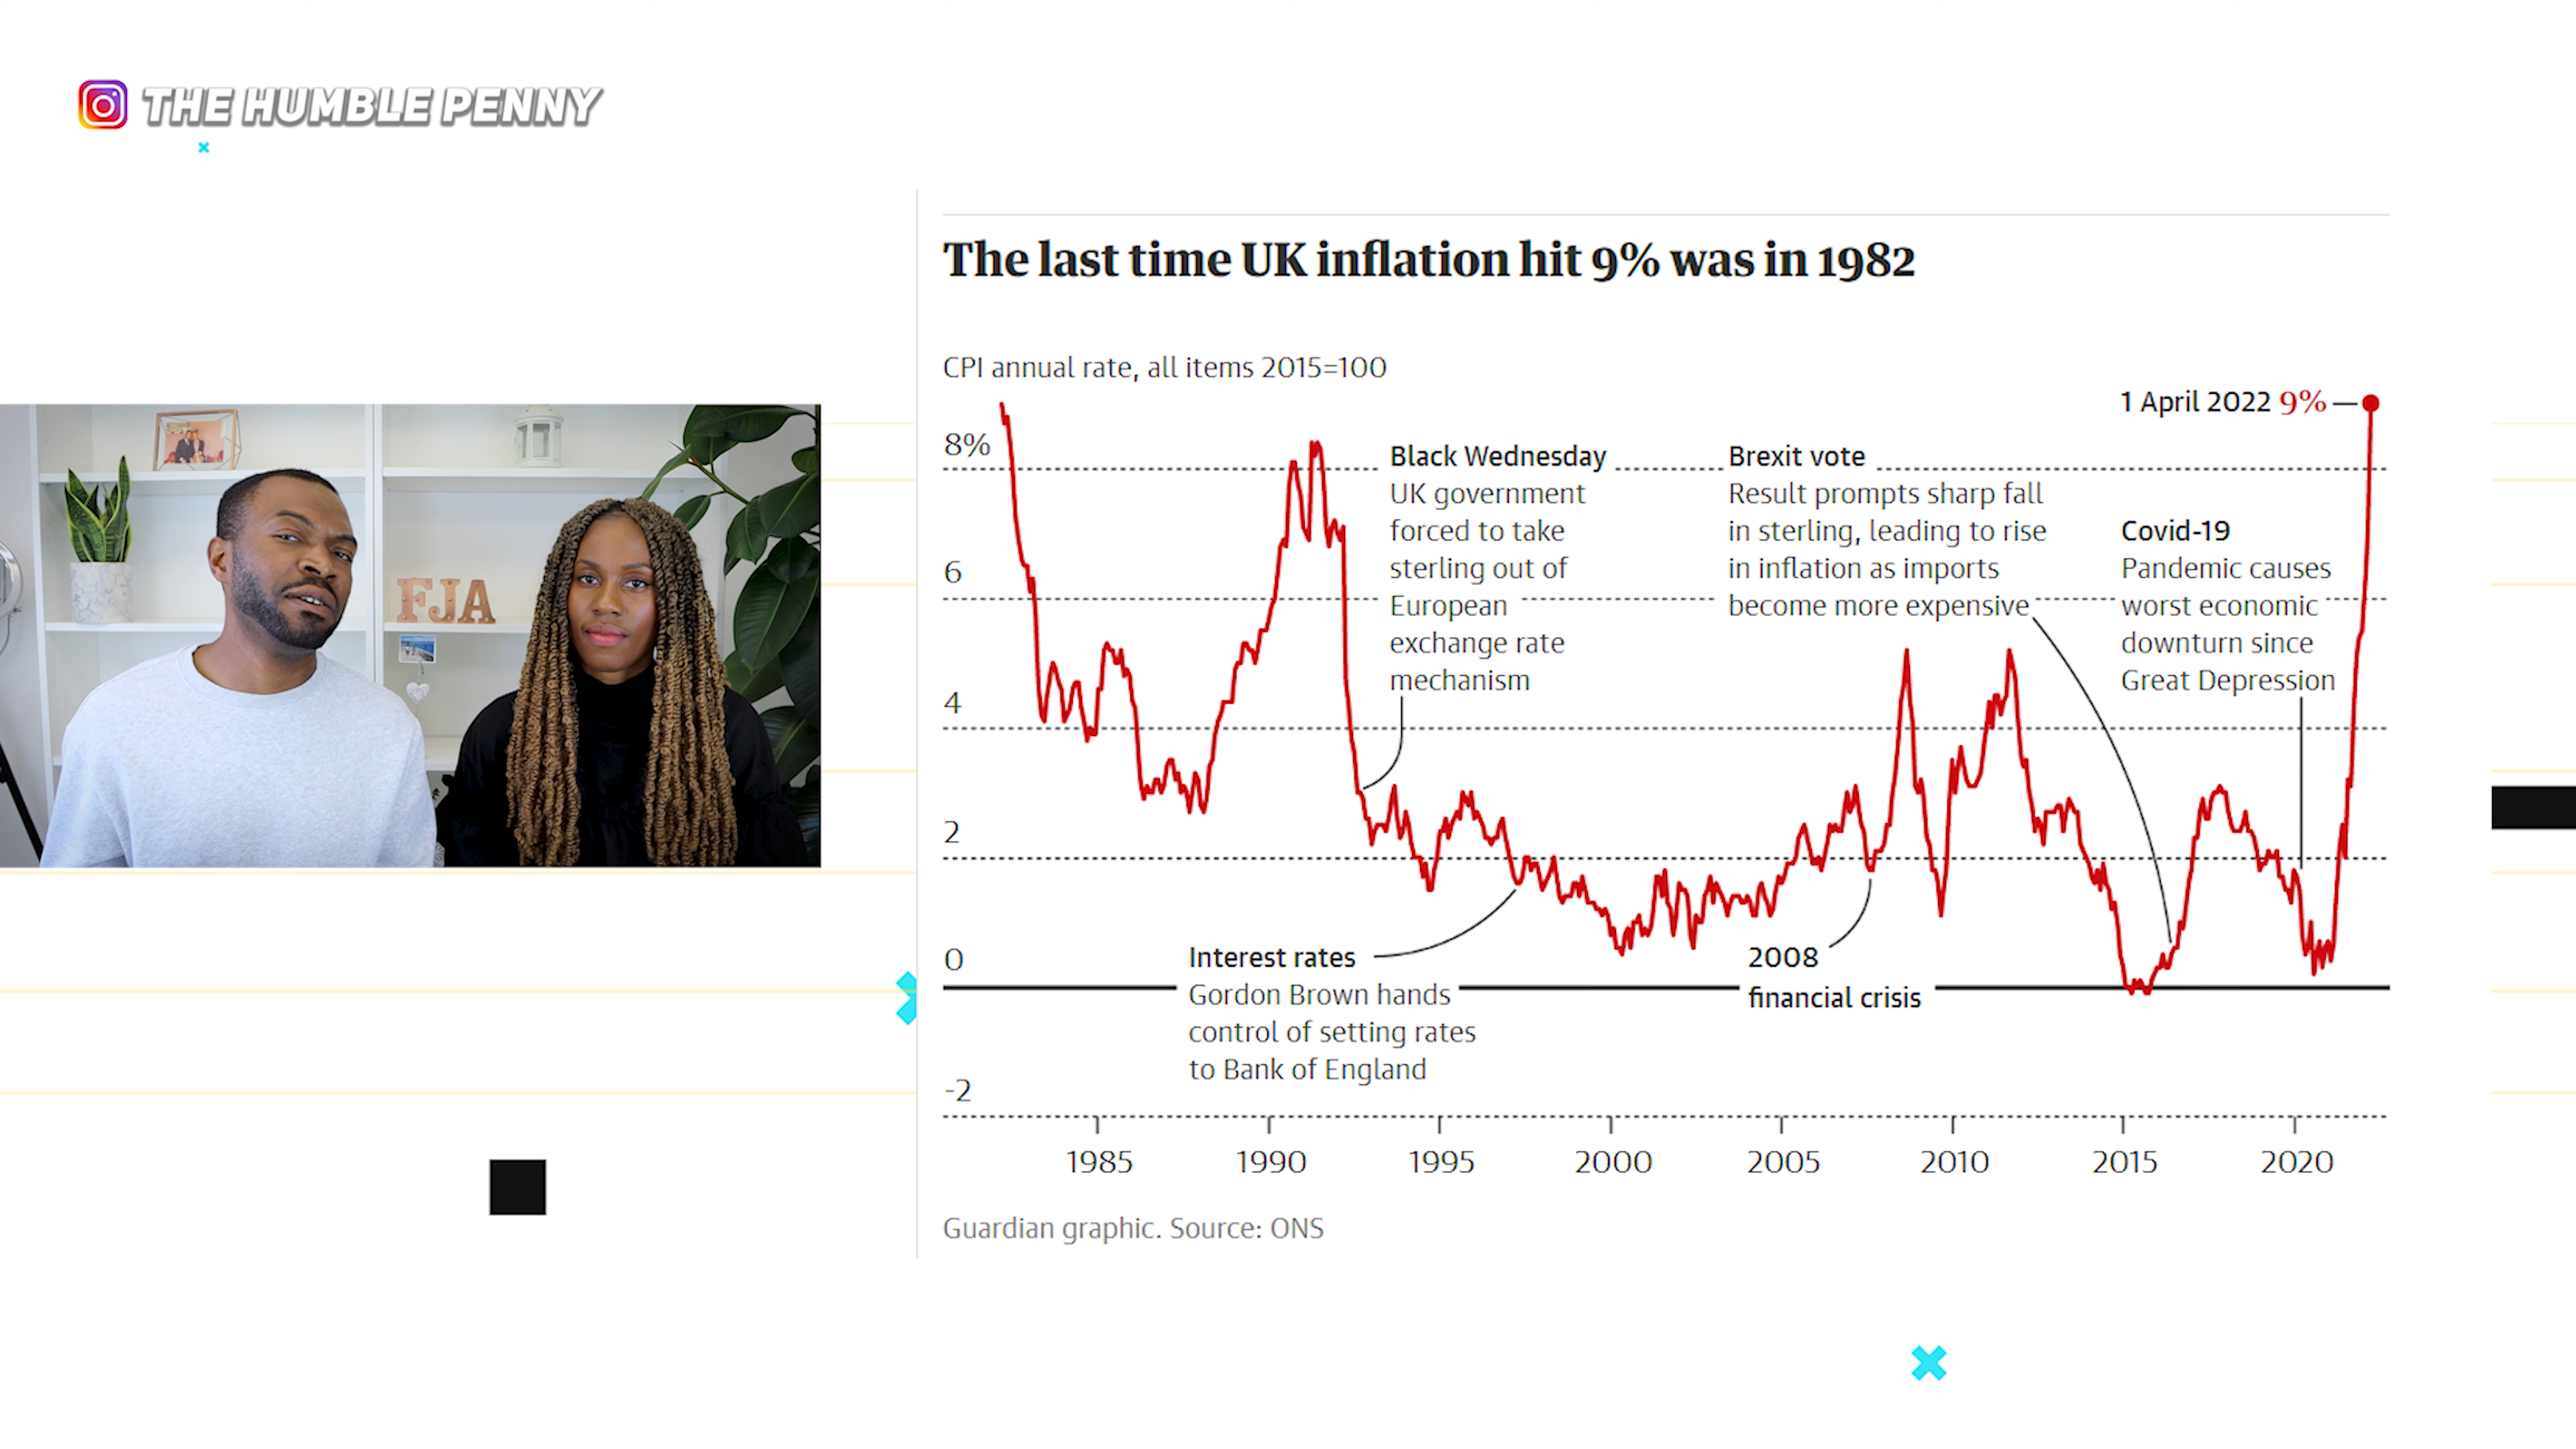 THE HUMBLE PENNY
FJA
The last time UK inflation hit 9% was in 1982
CPI annual rate, all items 2015=100
1 April 2022 9%
8%
6
4
2
0
-2
Black Wednesday
UK government
forced to take
sterling out of
European
exchange rate
mechanism
Brexit vote
Result prompts sharp fall
in sterling, leading to rise
in inflation as imports
become more expensive
Covid-19
Pandemic causes
worst economic
downturn since
Great Depression
Interest rates
Gordon Brown hands
control of setting rates
to Bank of England
2008
financial crisis
1985 1990 1995 2000 2005 2010 2015 2020
Guardian graphic. Source: ONS